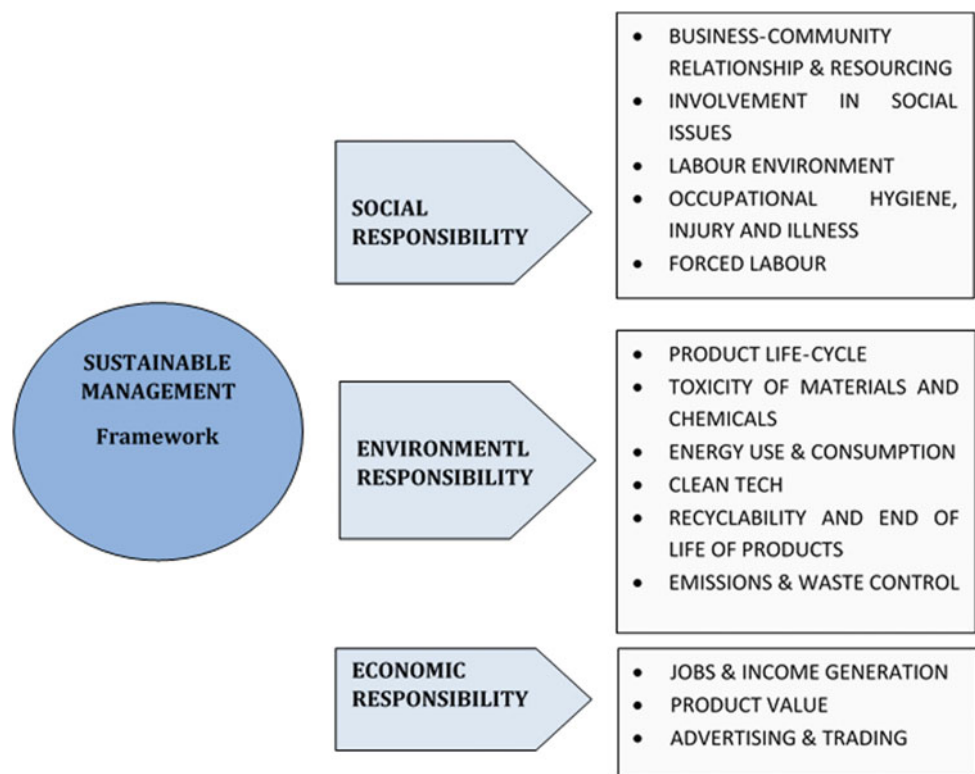 SUSTAINABLE
MANAGEMENT
Framework
SOCIAL
RESPONSIBILITY
• BUSINESS-COMMUNITY
RELATIONSHIP & RESOURCING
• INVOLVEMENT IN SOCIAL
ISSUES
• LABOUR ENVIRONMENT
• OCCUPATIONAL HYGIENE,
INJURY AND ILLNESS
• FORCED LABOUR
ENVIRONMENTL
RESPONSIBILITY
• PRODUCT LIFE-CYCLE
• TOXICITY OF MATERIALS AND
CHEMICALS
• ENERGY USE & CONSUMPTION
• CLEAN TECH
• RECYCLABILITY AND END OF
LIFE OF PRODUCTS
• EMISSIONS & WASTE CONTROL
ECONOMIC
RESPONSIBILITY
• JOBS & INCOME GENERATION
• PRODUCT VALUE
• ADVERTISING & TRADING